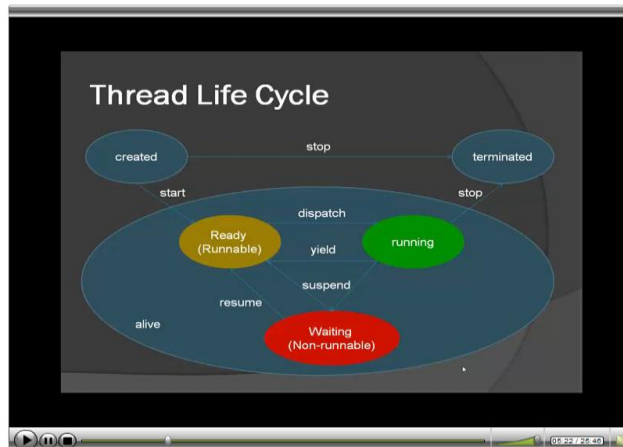 Thread Life Cycle
created
stop
terminated
start
stop
dispatch
Ready
(Runnable)
running
yield
suspend
resume
alive
Waiting
(Non-runnable)